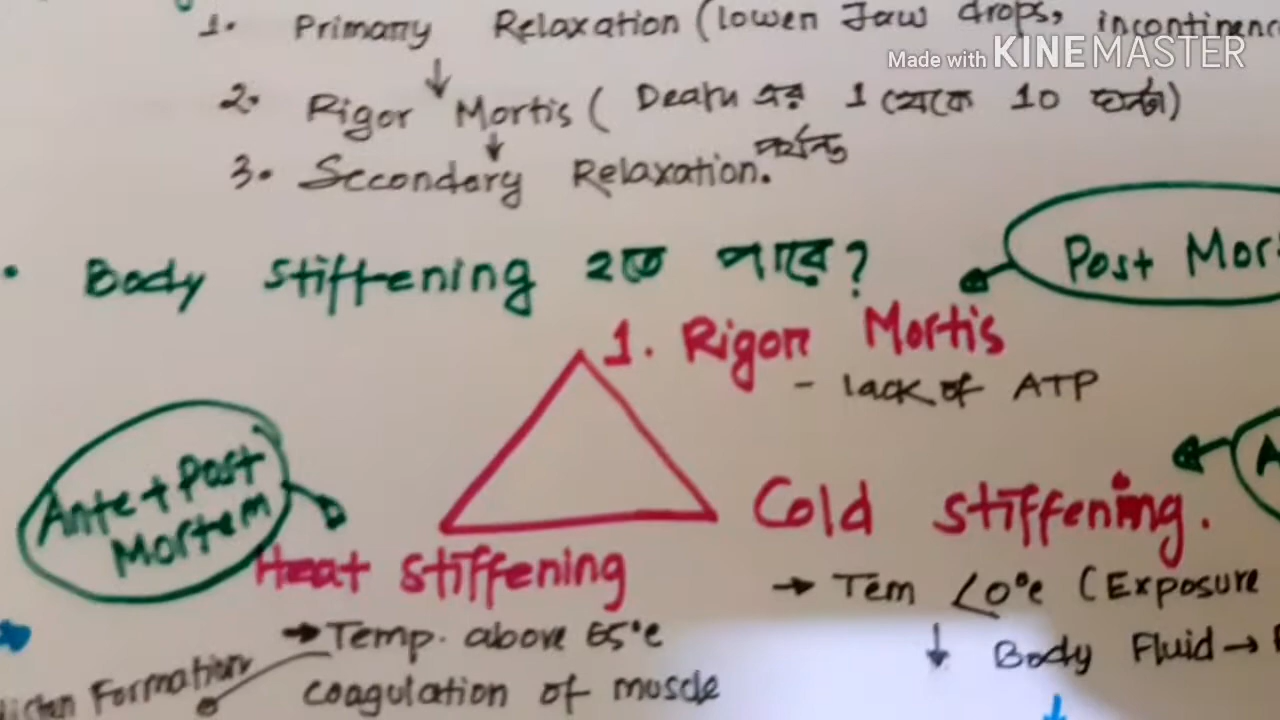 1. Primary Relaxation (lower Jaw drops, incontinenc
Made with KINEMASTER
2. Rigor Mortis ( Death এর 1 থেকে 10 ঘন্টা)
পর্যন্ত
3. Secondary Relaxation.
• Body stiffening হতে পারে?
Post Mor
1. Rigor Mortis
- lack of ATP
Ante + Post
Mortem
A
Cold stiffening.
Heat stiffening
→ Tem <0°c (Exposure
→ Temp. above 65°c
↓ Body Fluid →
Formation
coagulation of muscle